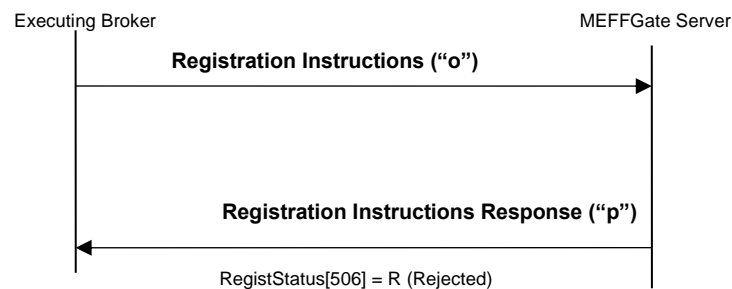 Executing Broker MEFFGate Server
Registration Instructions (“o”)
Registration Instructions Response (“p”)
RegistStatus[506] = R (Rejected)